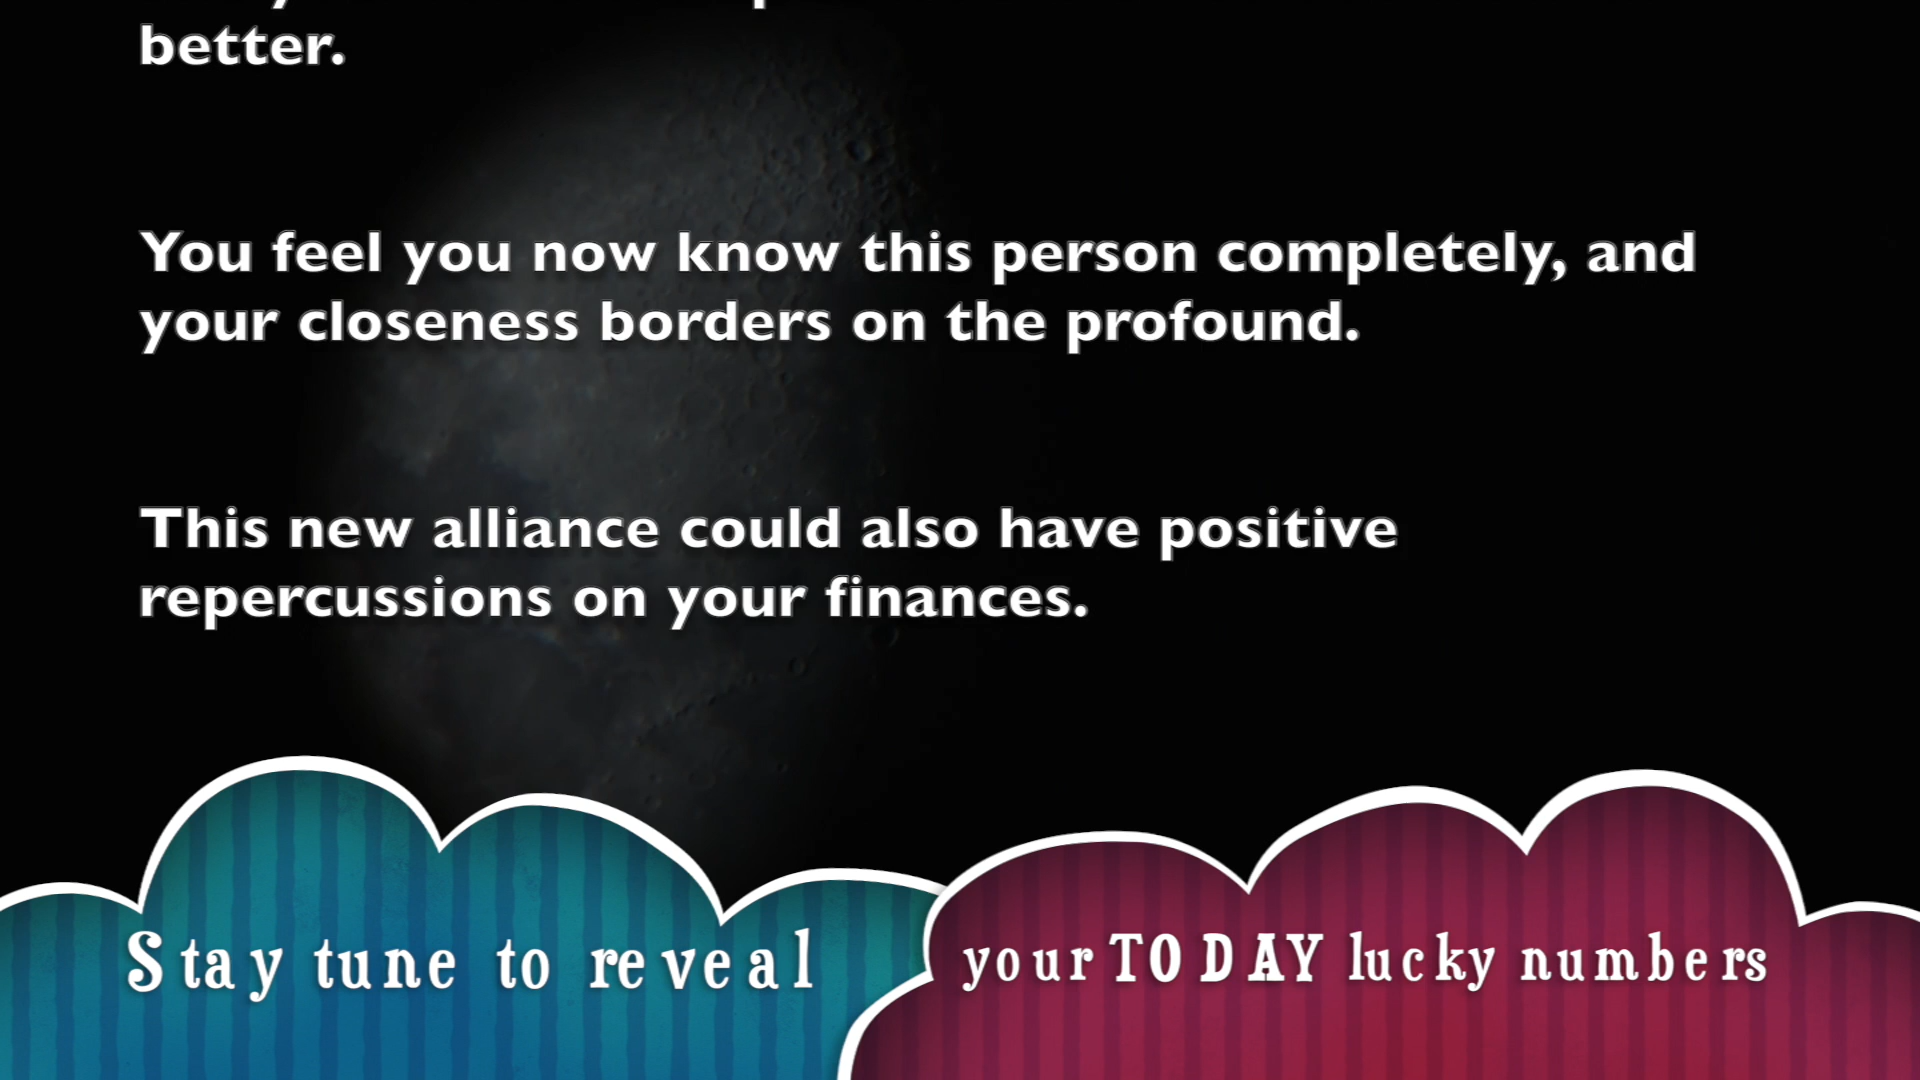 better.
You feel you now know this person completely, and
your closeness borders on the profound.
This new alliance could also have positive
repercussions on your finances.
Stay tune to reveal your TODAY lucky numbers